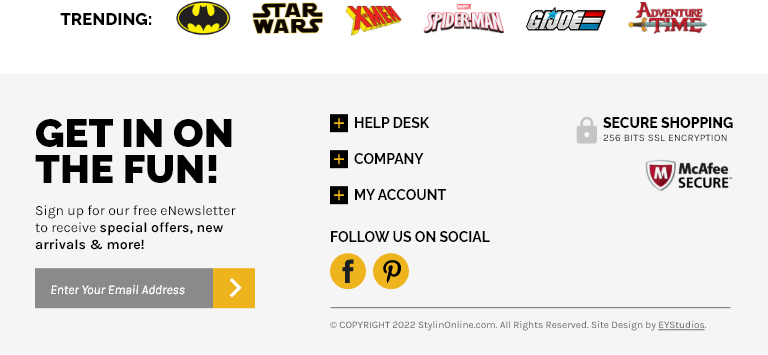 TRENDING:
STAR
WARS
X-MEN
MARVEL
SPIDER-MAN
GI JOE
ADVENTURE
TIME
GET IN ON
THE FUN!
Sign up for our free eNewsletter
to receive special offers, new
arrivals & more!
Enter Your Email Address
HELP DESK
COMPANY
MY ACCOUNT
FOLLOW US ON SOCIAL
SECURE SHOPPING
256 BITS SSL ENCRYPTION
McAfee
SECURE™
© COPYRIGHT 2022 StylinOnline.com. All Rights Reserved. Site Design by EYStudios.